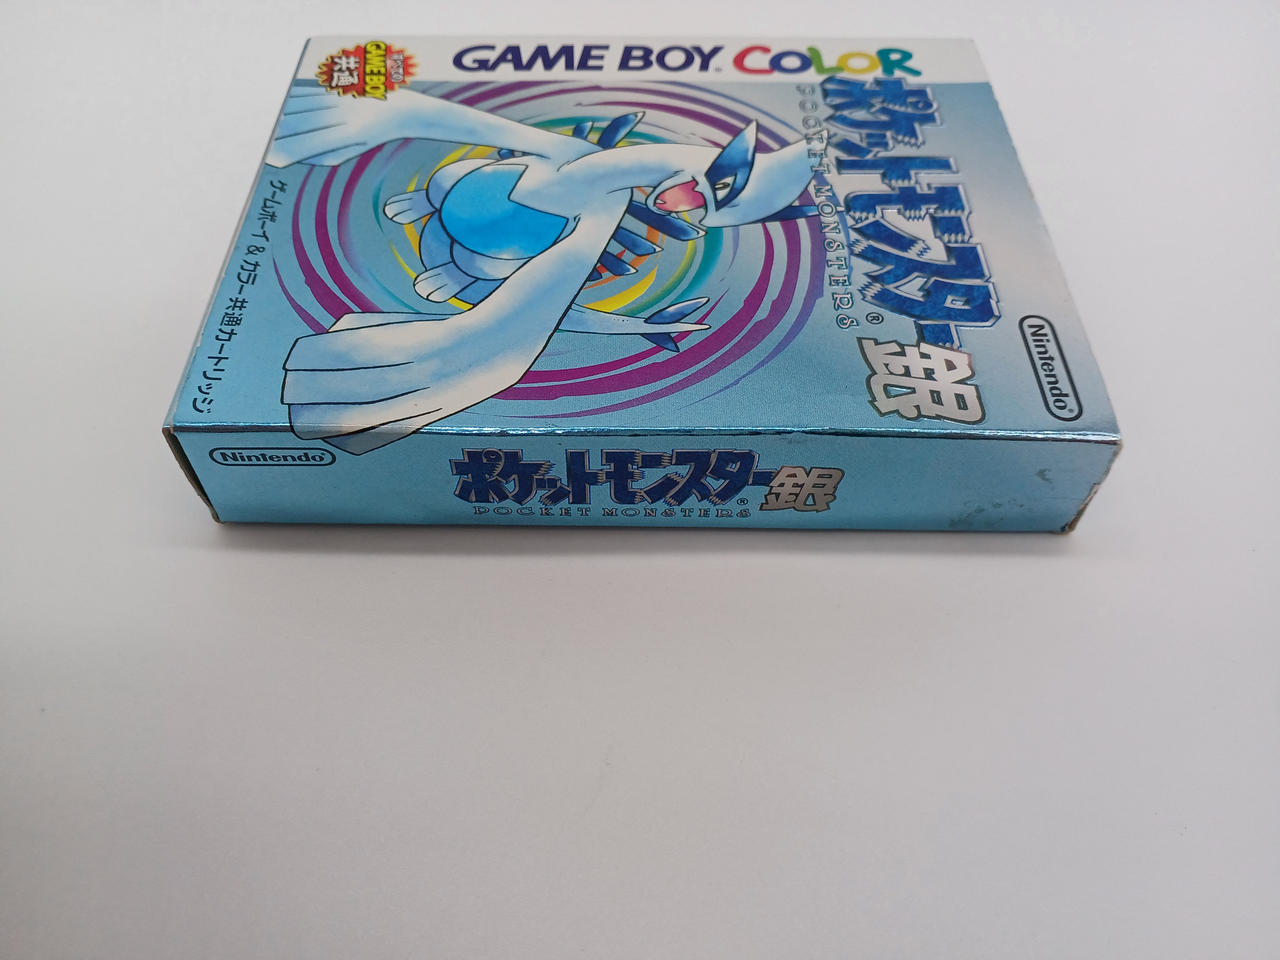 GAME BOY COLOR
GAME BOY
共通
ポケットモンスター
POCKET MONSTERS®
銀
Nintendo®
ゲームボーイ&カラー共通カートリッジ
Nintendo®
ポケットモンスター銀
POCKET MONSTERS®